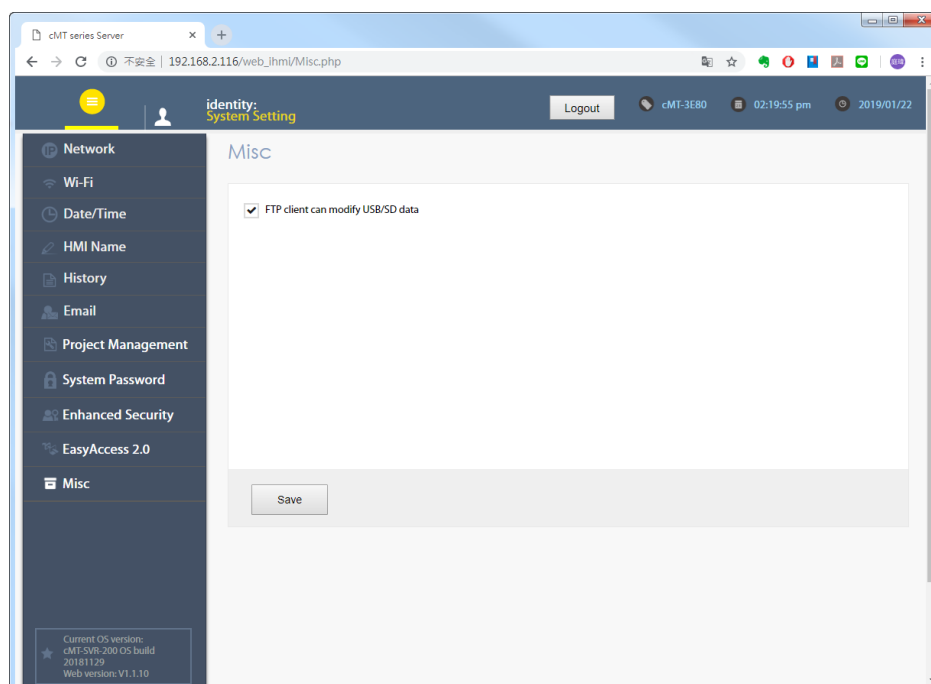 cMT series Server
不安全 | 192.168.2.116/web_ihmi/Misc.php
identity:
System Setting
Logout
cMT-3E80
02:19:55 pm
2019/01/22
Network
Wi-Fi
Date/Time
HMI Name
History
Email
Project Management
System Password
Enhanced Security
EasyAccess 2.0
Misc
Misc
FTP client can modify USB/SD data
Save
Current OS version:
cMT-SVR-200 OS build
20181129
Web version: V1.1.10